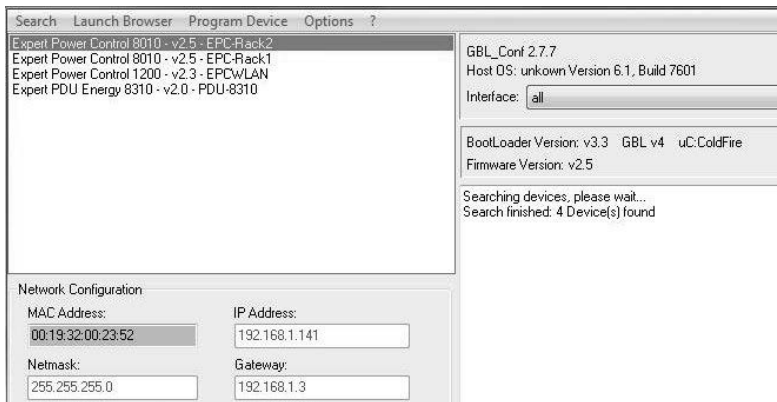 Search Launch Browser Program Device Options ?
Expert Power Control 8010 - v2.5 - EPC-Rack2
Expert Power Control 8010 - v2.5 - EPC-Rack1
Expert Power Control 1200 - v2.3 - EPCWLAN
Expert PDU Energy 8310 - v2.0 - PDU-8310
GBL_Conf 2.7.7
Host OS: unkown Version 6.1, Build 7601
Interface: all
BootLoader Version: v3.3 GBL v4 uC:ColdFire
Firmware Version: v2.5
Searching devices, please wait...
Search finished: 4 Device(s) found
Network Configuration
MAC Address: IP Address:
00:19:32:00:23:52 192.168.1.141
Netmask: Gateway:
255.255.255.0 192.168.1.3